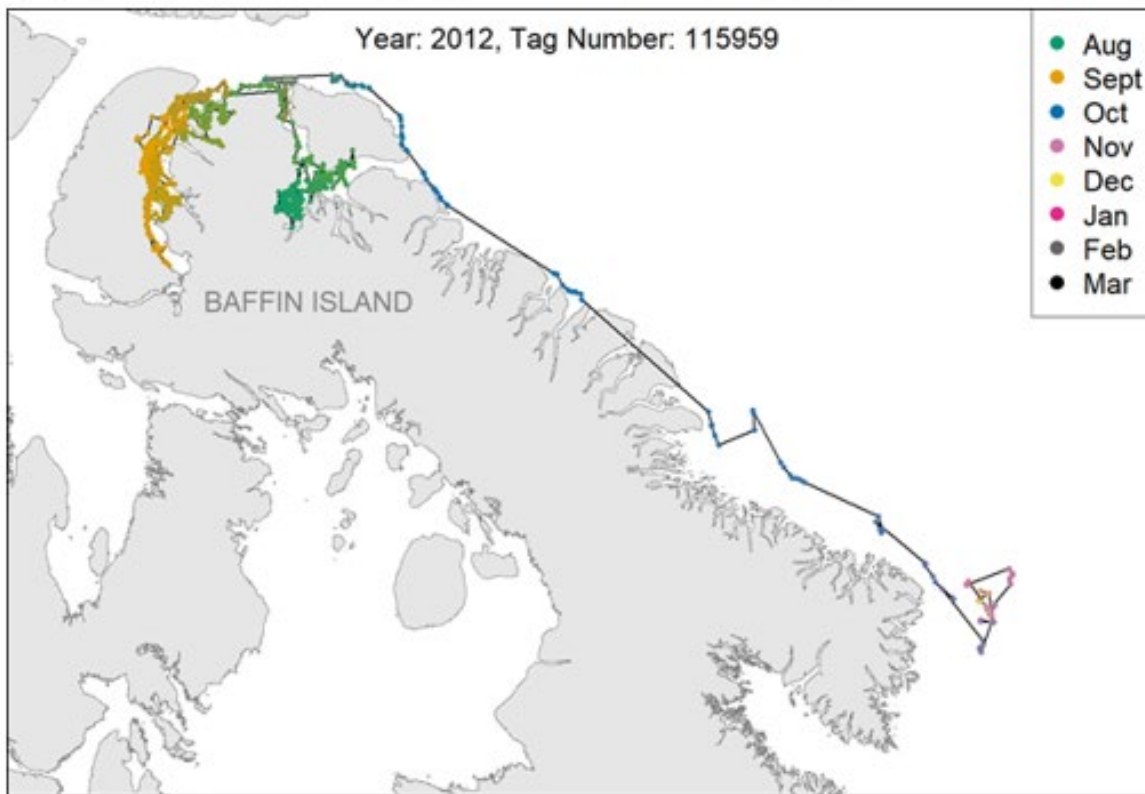 Year: 2012, Tag Number: 115959
Aug
Sept
Oct
Nov
Dec
Jan
Feb
Mar
BAFFIN ISLAND